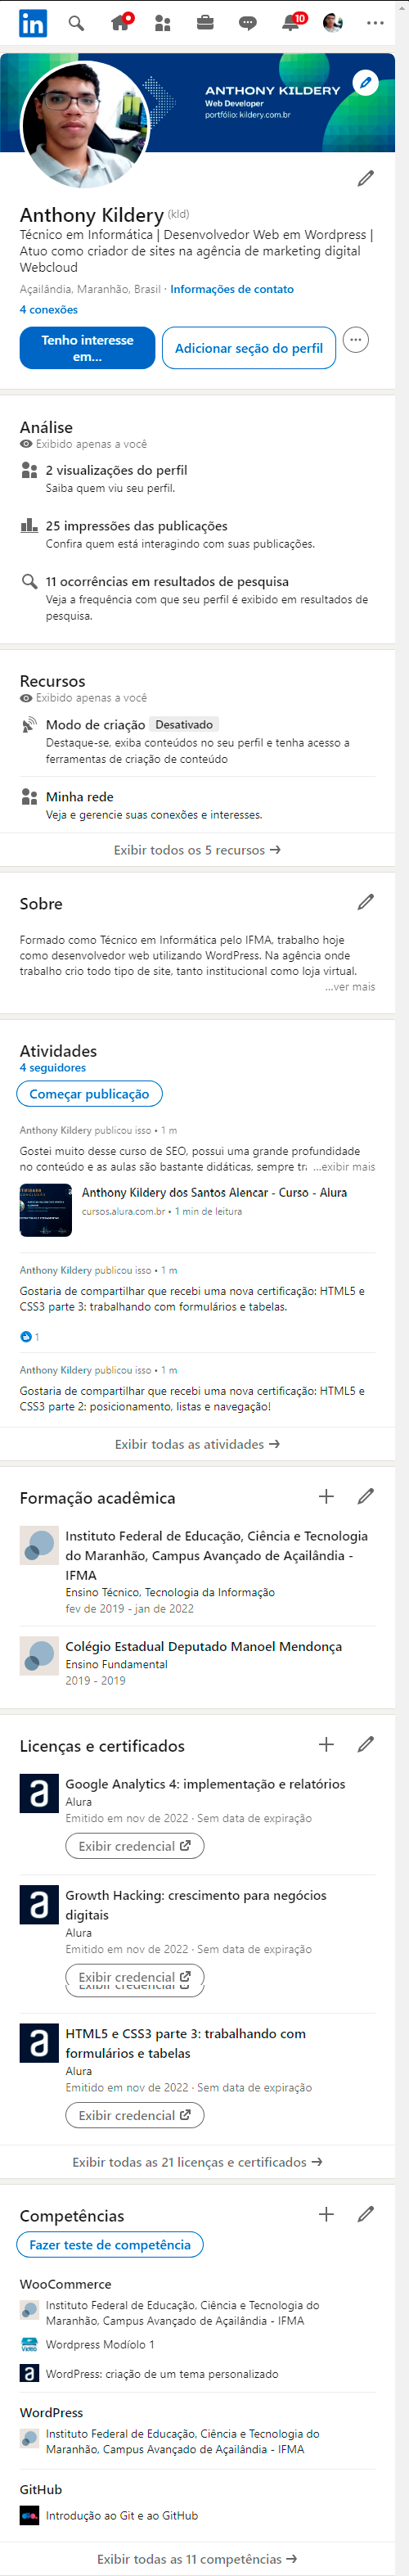 in
10
ANTHONY KILDERY
Web Developer
portfólio: kildery.com.br
Anthony Kildery (kld)
Técnico em Informática | Desenvolvedor Web em Wordpress |
Atuo como criador de sites na agência de marketing digital
Webcloud
Açailândia, Maranhão, Brasil · Informações de contato
4 conexões
Tenho interesse
em...
Adicionar seção do perfil
Análise
Exibido apenas a você
2 visualizações do perfil
Saiba quem viu seu perfil.
25 impressões das publicações
Confira quem está interagindo com suas publicações.
11 ocorrências em resultados de pesquisa
Veja a frequência com que seu perfil é exibido em resultados de
pesquisa.
Recursos
Exibido apenas a você
Modo de criação Desativado
Destaque-se, exiba conteúdos no seu perfil e tenha acesso a
ferramentas de criação de conteúdo
Minha rede
Veja e gerencie suas conexões e interesses.
Exibir todos os 5 recursos →
Sobre
Formado como Técnico em Informática pelo IFMA, trabalho hoje
como desenvolvedor web utilizando WordPress. Na agência onde
trabalho crio todo tipo de site, tanto institucional como loja virtual.
...ver mais
Atividades
4 seguidores
Começar publicação
Anthony Kildery publicou isso • 1 m
Gostei muito desse curso de SEO, possui uma grande profundidade
no conteúdo e as aulas são bastante didáticas, sempre tr ...exibir mais
Anthony Kildery dos Santos Alencar - Curso - Alura
cursos.alura.com.br • 1 min de leitura
Anthony Kildery publicou isso • 1 m
Gostaria de compartilhar que recebi uma nova certificação: HTML5 e
CSS3 parte 3: trabalhando com formulários e tabelas.
1
Anthony Kildery publicou isso • 1 m
Gostaria de compartilhar que recebi uma nova certificação: HTML5 e
CSS3 parte 2: posicionamento, listas e navegação!
Exibir todas as atividades →
Formação acadêmica
Instituto Federal de Educação, Ciência e Tecnologia
do Maranhão, Campus Avançado de Açailândia -
IFMA
Ensino Técnico, Tecnologia da Informação
fev de 2019 - jan de 2022
Colégio Estadual Deputado Manoel Mendonça
Ensino Fundamental
2019 - 2019
Licenças e certificados
a
Google Analytics 4: implementação e relatórios
Alura
Emitido em nov de 2022 · Sem data de expiração
Exibir credencial
a
Growth Hacking: crescimento para negócios
digitais
Alura
Emitido em nov de 2022 · Sem data de expiração
Exibir credencial
Exibir credencial
a
HTML5 e CSS3 parte 3: trabalhando com
formulários e tabelas
Alura
Emitido em nov de 2022 · Sem data de expiração
Exibir credencial
Exibir todas as 21 licenças e certificados →
Competências
Fazer teste de competência
WooCommerce
Instituto Federal de Educação, Ciência e Tecnologia do
Maranhão, Campus Avançado de Açailândia - IFMA
Wordpress Modíolo 1
a
WordPress: criação de um tema personalizado
WordPress
Instituto Federal de Educação, Ciência e Tecnologia do
Maranhão, Campus Avançado de Açailândia - IFMA
GitHub
Introdução ao Git e ao GitHub
Exibir todas as 11 competências →